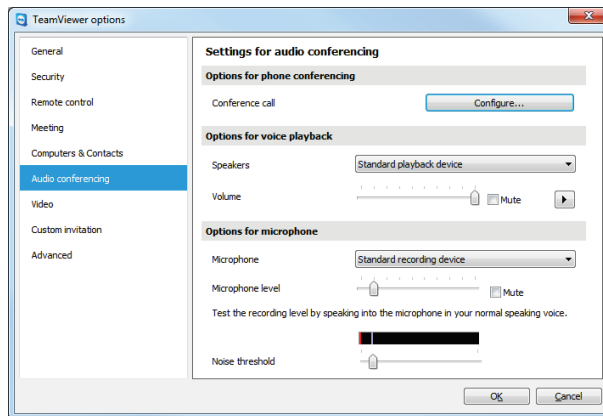 TeamViewer options
General
Security
Remote control
Meeting
Computers & Contacts
Audio conferencing
Video
Custom invitation
Advanced
Settings for audio conferencing
Options for phone conferencing
Conference call
Configure...
Options for voice playback
Speakers
Standard playback device
Volume
Mute
Options for microphone
Microphone
Standard recording device
Microphone level
Mute
Test the recording level by speaking into the microphone in your normal speaking voice.
Noise threshold
OK
Cancel